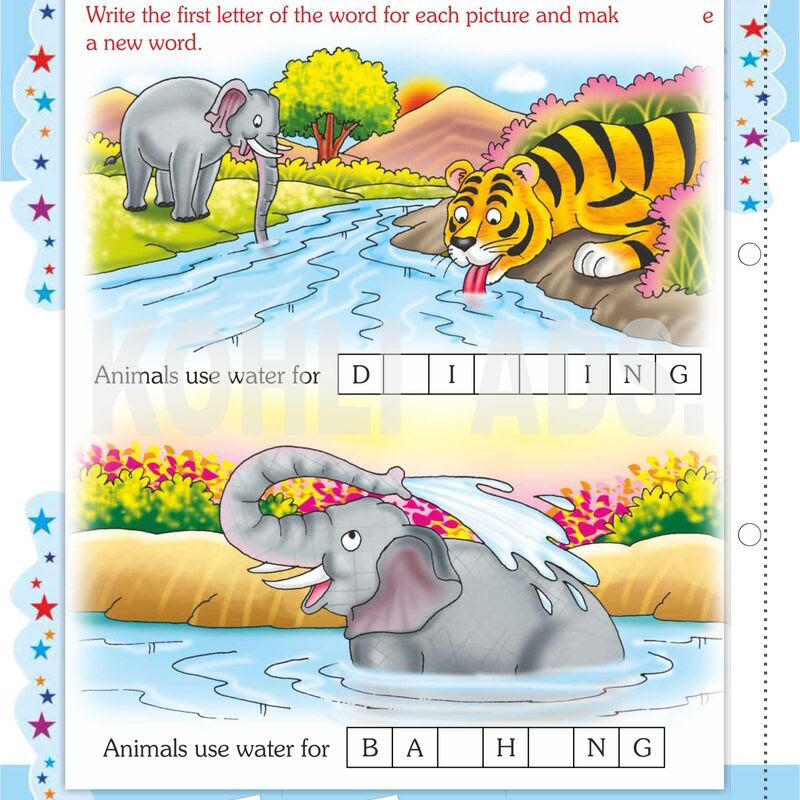 Write the first letter of the word for each picture and mak e
a new word.
KOHLI ADS.
Animals use water for D I I N G
Animals use water for B A H N G